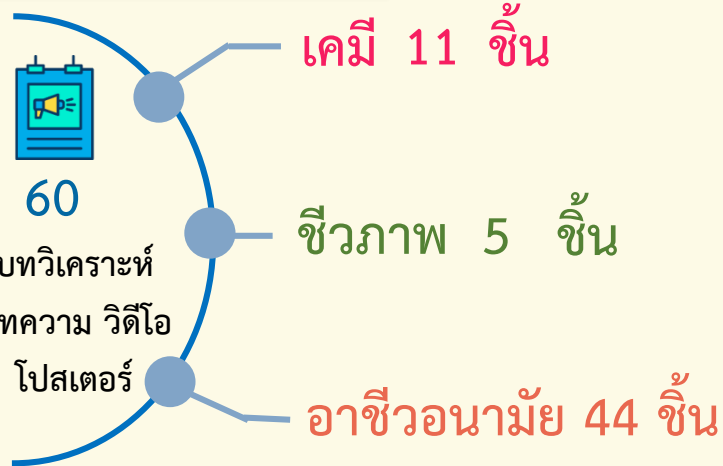 เคมี 11 ชิ้น
60
บทวิเคราะห์
ทความ วิดีโอ
โปสเตอร์
ชีวภาพ 5 ชิ้น
อาชีวอนามัย 44 ชิ้น